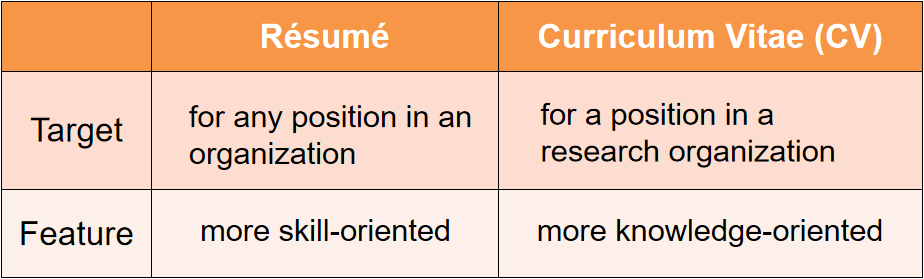 Résumé
Curriculum Vitae (CV)
Target
for any position in an
organization
for a position in a
research organization
Feature
more skill-oriented
more knowledge-oriented